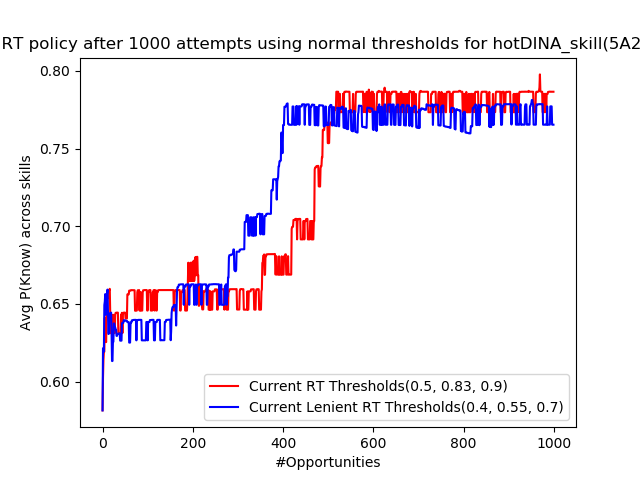 RT policy after 1000 attempts using normal thresholds for hotDINA_skill(5A2
0.80
0.75
0.70
0.65
0.60
Avg P(Know) across skills
Current RT Thresholds(0.5, 0.83, 0.9)
Current Lenient RT Thresholds(0.4, 0.55, 0.7)
0 200 400 600 800 1000
#Opportunities